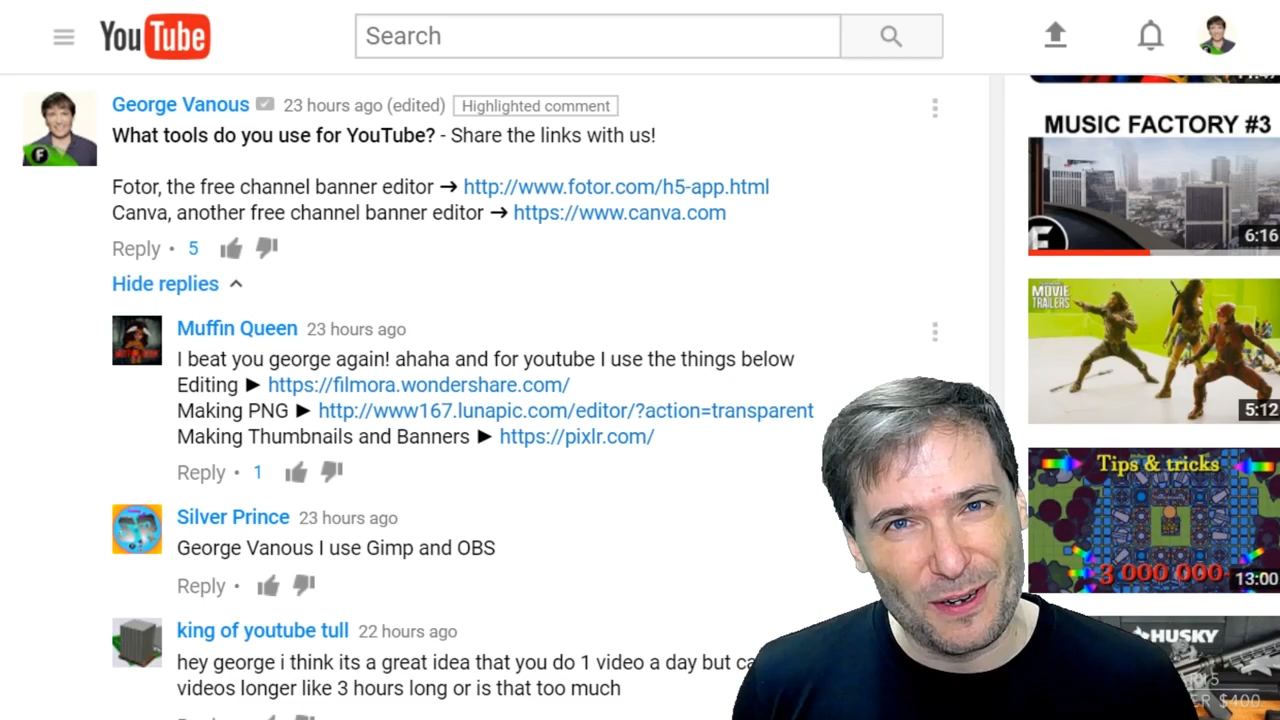 YouTube
Search
George Vanous 23 hours ago (edited) Highlighted comment
What tools do you use for YouTube? - Share the links with us!
Fotor, the free channel banner editor → http://www.fotor.com/h5-app.html
Canva, another free channel banner editor → https://www.canva.com
Reply • 5
Hide replies
Muffin Queen 23 hours ago
I beat you george again! ahaha and for youtube I use the things below
Editing ► https://filmora.wondershare.com/
Making PNG ► http://www167.lunapic.com/editor/?action=transparent
Making Thumbnails and Banners ► https://pixlr.com/
Reply • 1
Silver Prince 23 hours ago
George Vanous I use Gimp and OBS
Reply •
king of youtube tull 22 hours ago
hey george i think its a great idea that you do 1 video a day but ca
videos longer like 3 hours long or is that too much
MUSIC FACTORY #3
F
6:16
MOVIE
TRAILERS
5:12
Tips & tricks
3 000 000
13:00
HUSKY
$400